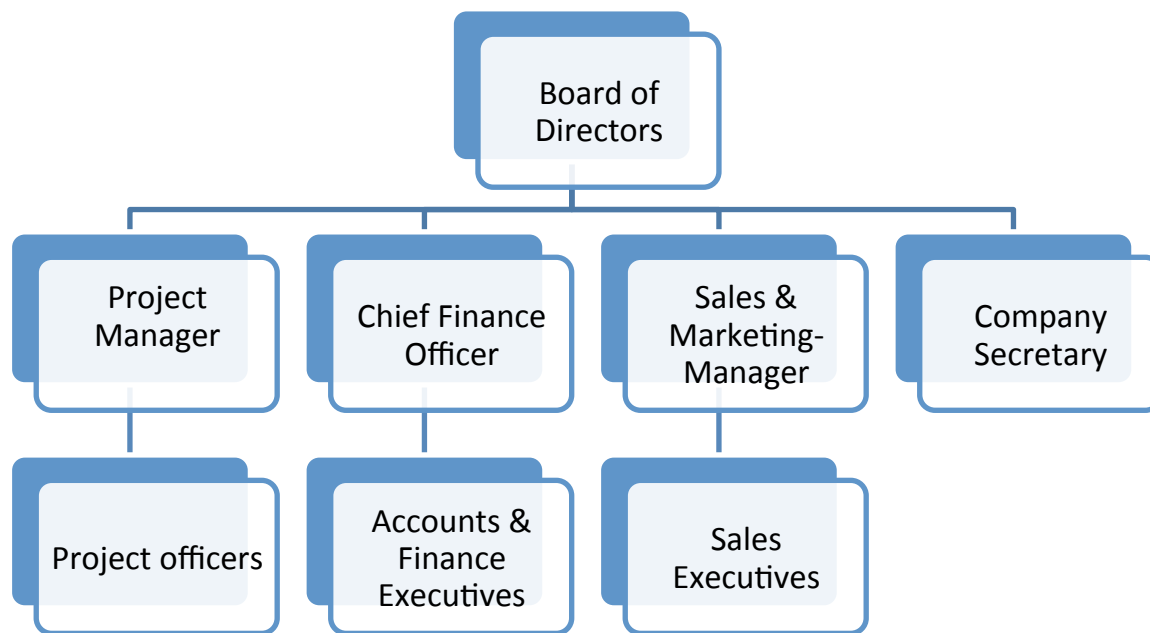 Board of
Directors
Project
Manager
Chief Finance
Officer
Sales &
Marketing-
Manager
Company
Secretary
Project officers
Accounts &
Finance
Executives
Sales
Executives